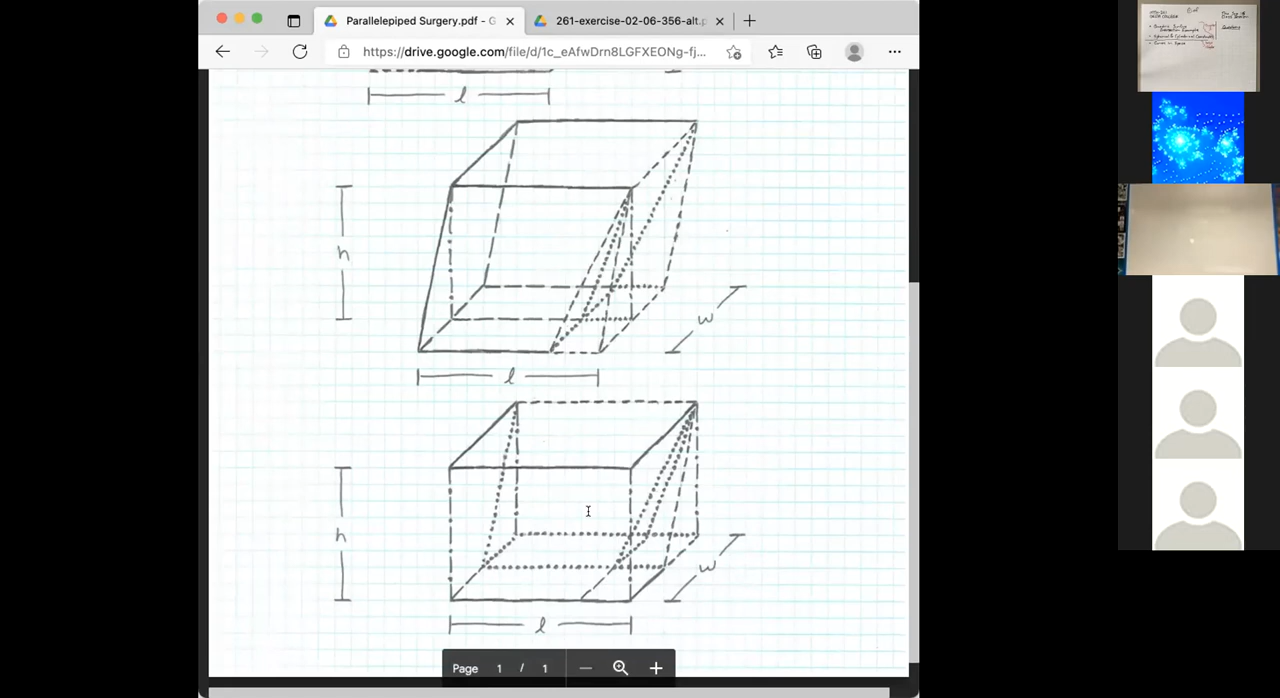 Parallelepiped Surgery.pdf - G
261-exercise-02-06-356-alt.p
https://drive.google.com/file/d/1c_eAfwDrn8LGFXEONg-fj...
l
h
w
l
h
w
l
Page 1 / 1